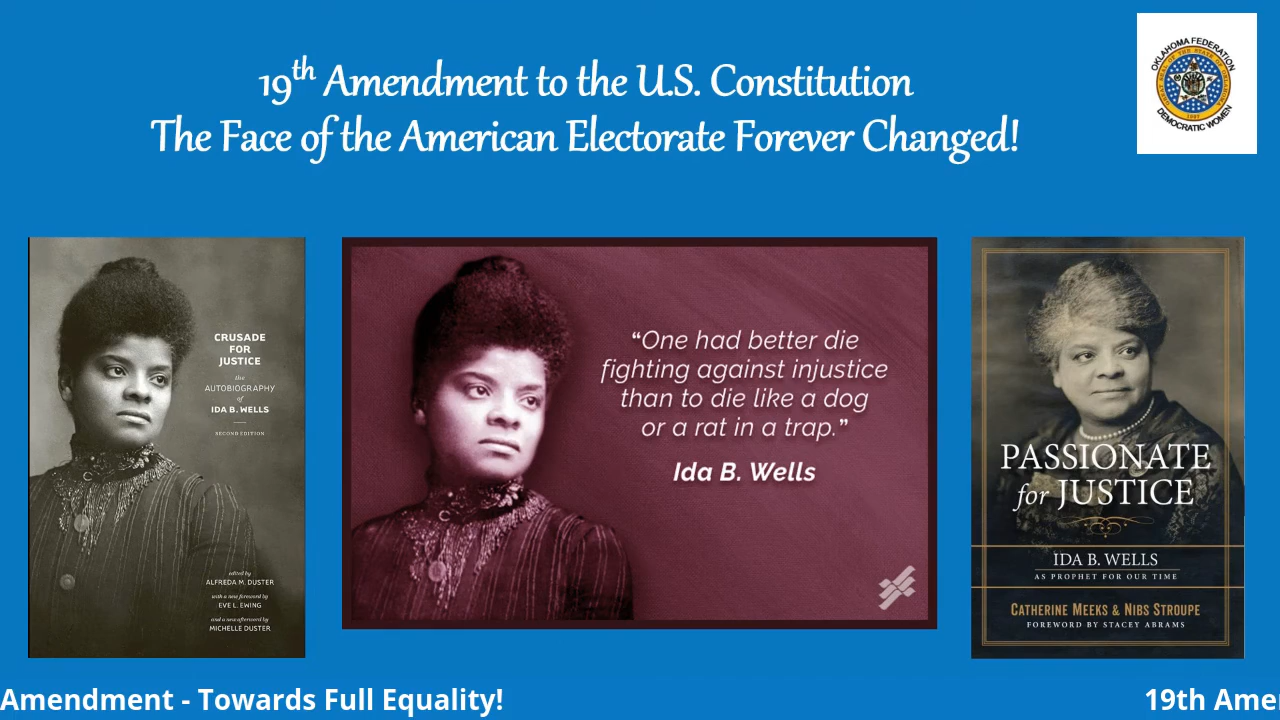 19th Amendment to the U.S. Constitution
The Face of the American Electorate Forever Changed!
OKLAHOMA FEDERATION
DEMOCRATIC WOMEN
CRUSADE
FOR
JUSTICE
the
AUTOBIOGRAPHY
of
IDA B. WELLS
SECOND EDITION
edited by
ALFREDA M. DUSTER
with a new foreword by
EVE L. EWING
and a new afterword by
MICHELLE DUSTER
“One had better die
fighting against injustice
than to die like a dog
or a rat in a trap.”
Ida B. Wells
PASSIONATE
for JUSTICE
IDA B. WELLS
AS PROPHET FOR OUR TIME
CATHERINE MEEKS & NIBS STROUPE
FOREWORD BY STACEY ABRAMS
Amendment - Towards Full Equality!
19th Ame